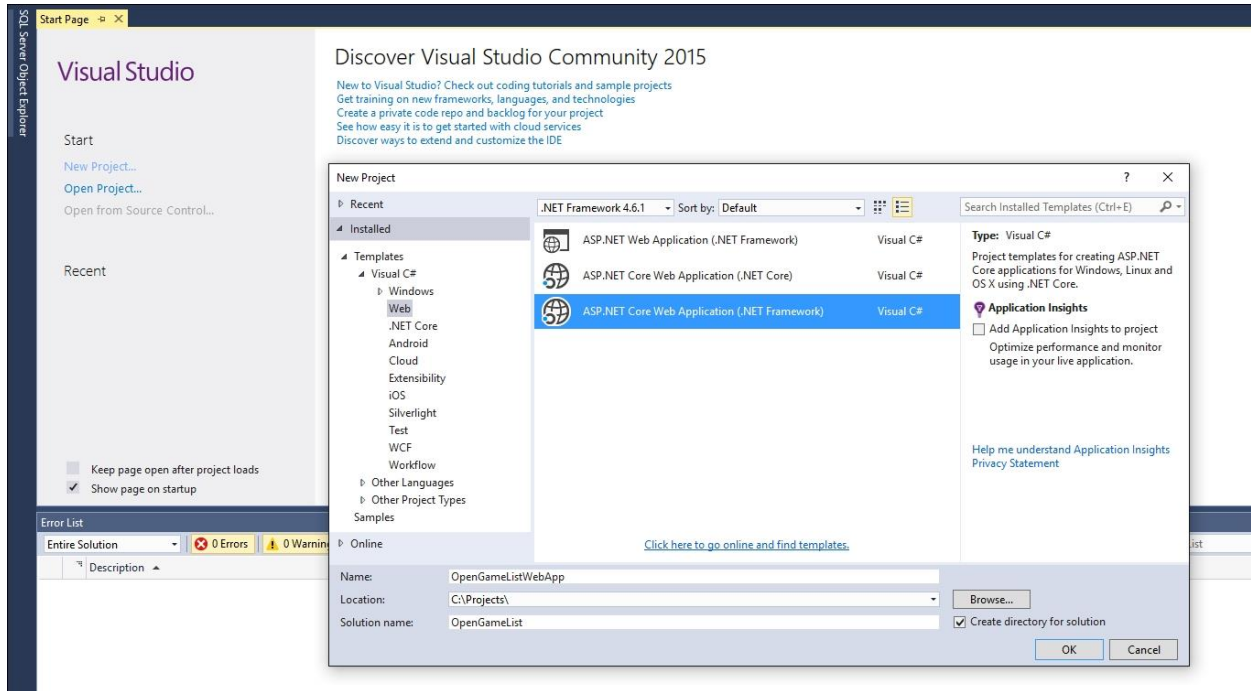 SQL Server Object Explorer
Start Page
Visual Studio
Start
New Project...
Open Project...
Open from Source Control...
Recent
Keep page open after project loads
Show page on startup
Discover Visual Studio Community 2015
New to Visual Studio? Check out coding tutorials and sample projects
Get training on new frameworks, languages, and technologies
Create a private code repo and backlog for your project
See how easy it is to get started with cloud services
Discover ways to extend and customize the IDE
New Project
?
Recent
Installed
Templates
Visual C#
Windows
Web
.NET Core
Android
Cloud
Extensibility
iOS
Silverlight
Test
WCF
Workflow
Other Languages
Other Project Types
Samples
Online
.NET Framework 4.6.1
Sort by: Default
ASP.NET Web Application (.NET Framework) Visual C#
ASP.NET Core Web Application (.NET Core) Visual C#
ASP.NET Core Web Application (.NET Framework) Visual C#
Click here to go online and find templates.
Search Installed Templates (Ctrl+E)
Type: Visual C#
Project templates for creating ASP.NET
Core applications for Windows, Linux and
OS X using .NET Core.
Application Insights
Add Application Insights to project
Optimize performance and monitor
usage in your live application.
Help me understand Application Insights
Privacy Statement
Name: OpenGameListWebApp
Location: C:\Projects\
Browse...
Solution name: OpenGameList
Create directory for solution
OK Cancel
Error List
Entire Solution
0 Errors
0 Warnin
ist
Description